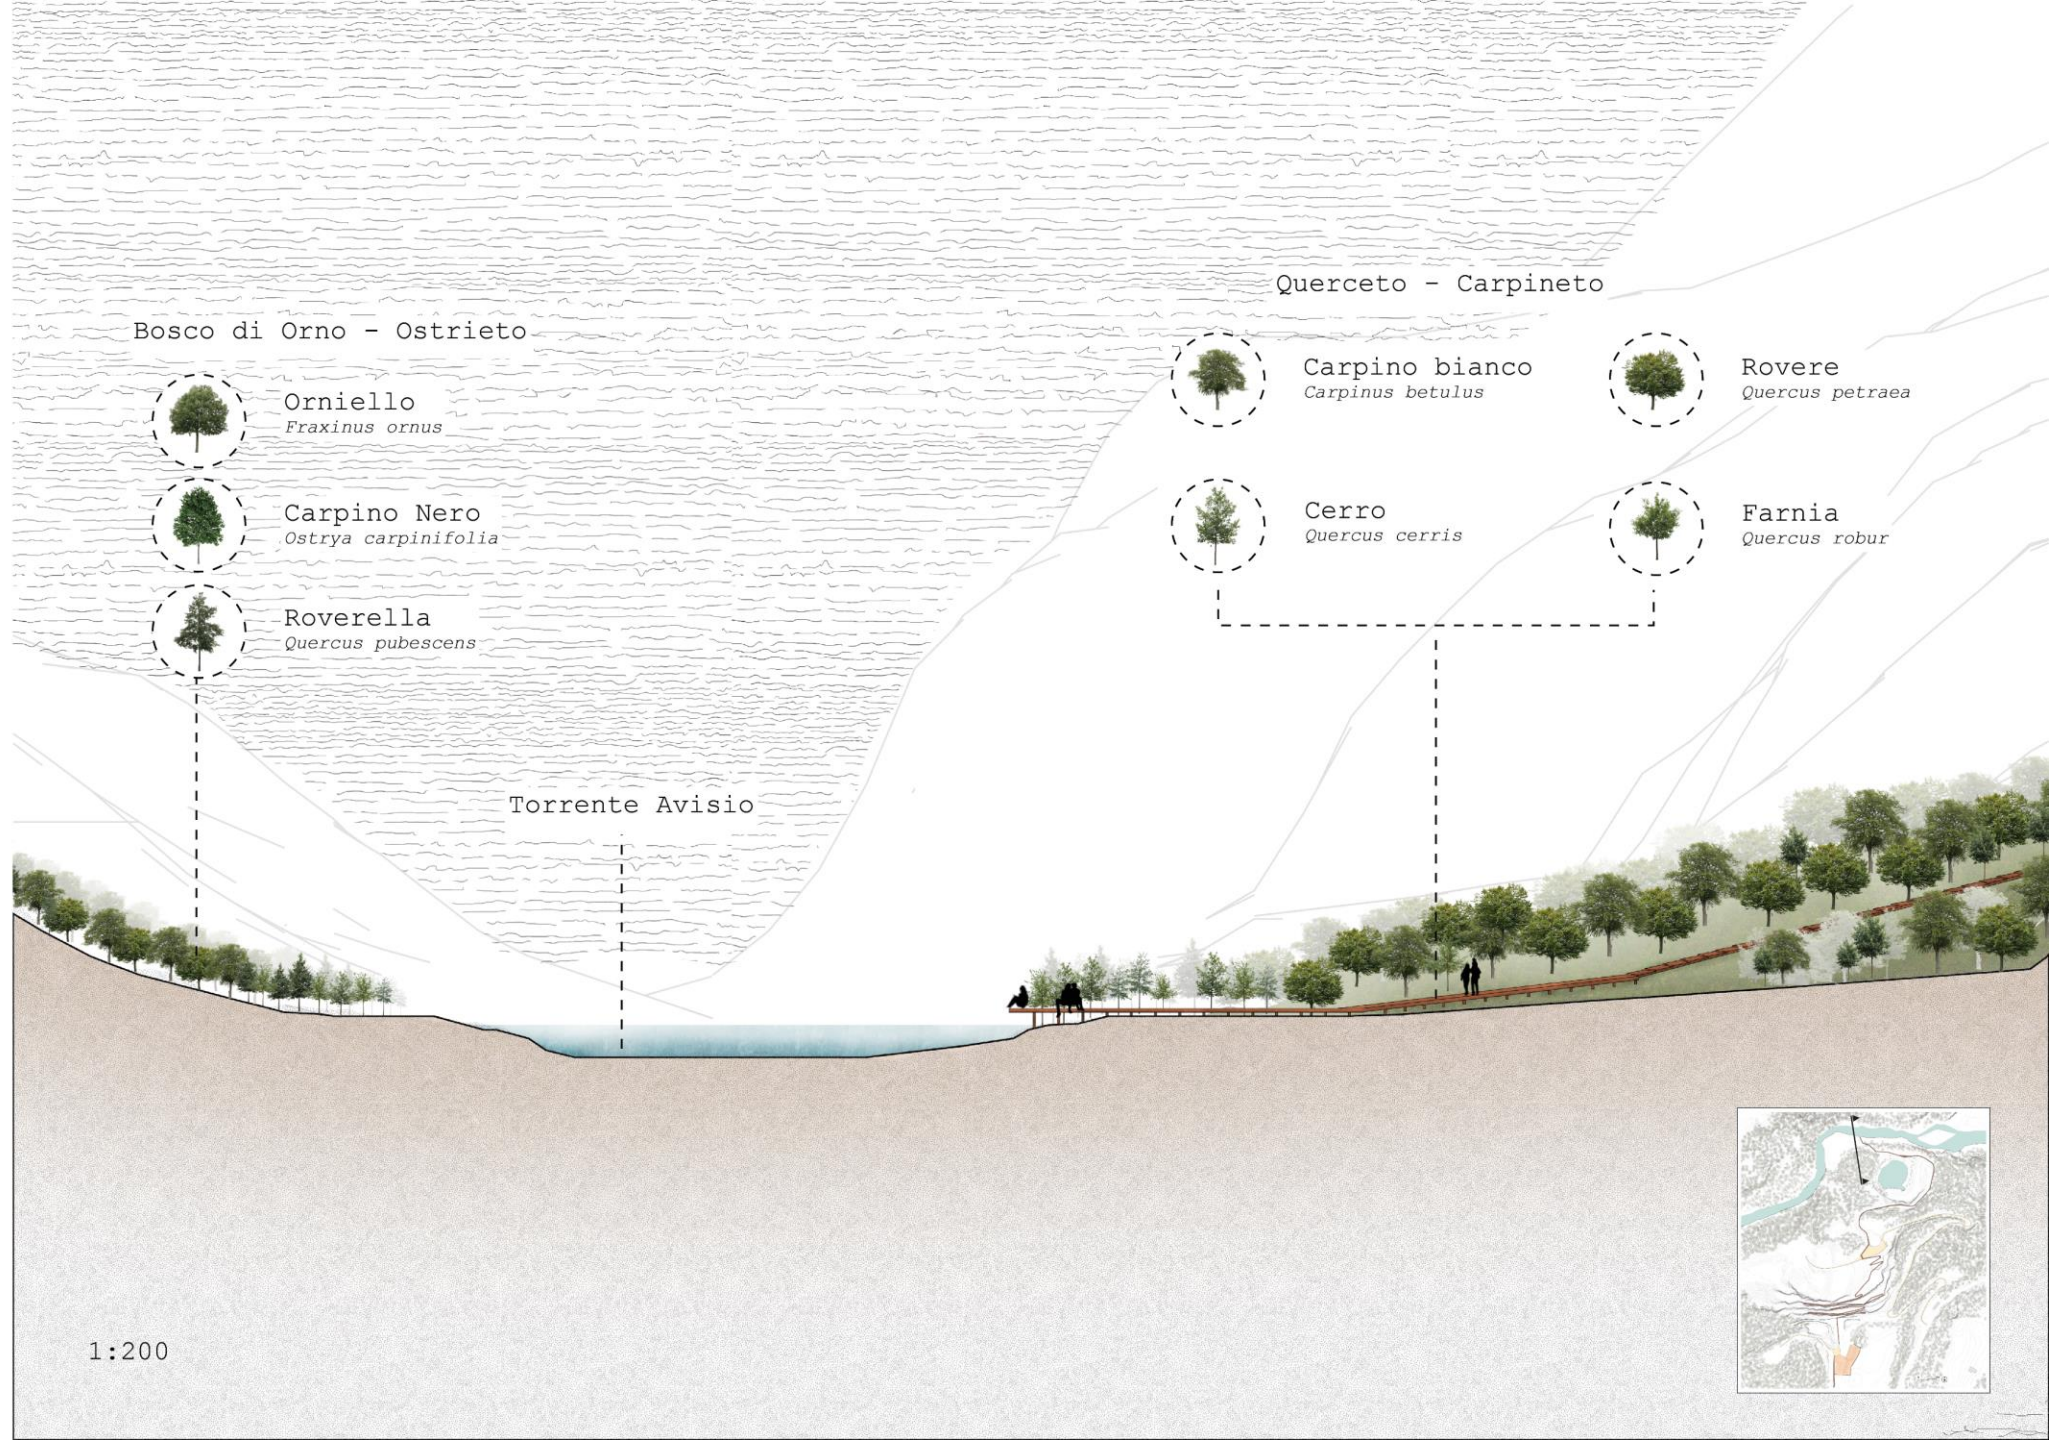 Querceto - Carpineto
Bosco di Orno - Ostrieto
Orniello
Fraxinus ornus
Carpino Nero
Ostrya carpinifolia
Roverella
Quercus pubescens
Carpino bianco
Carpinus betulus
Rovere
Quercus petraea
Cerro
Quercus cerris
Farnia
Quercus robur
Torrente Avisio
1:200